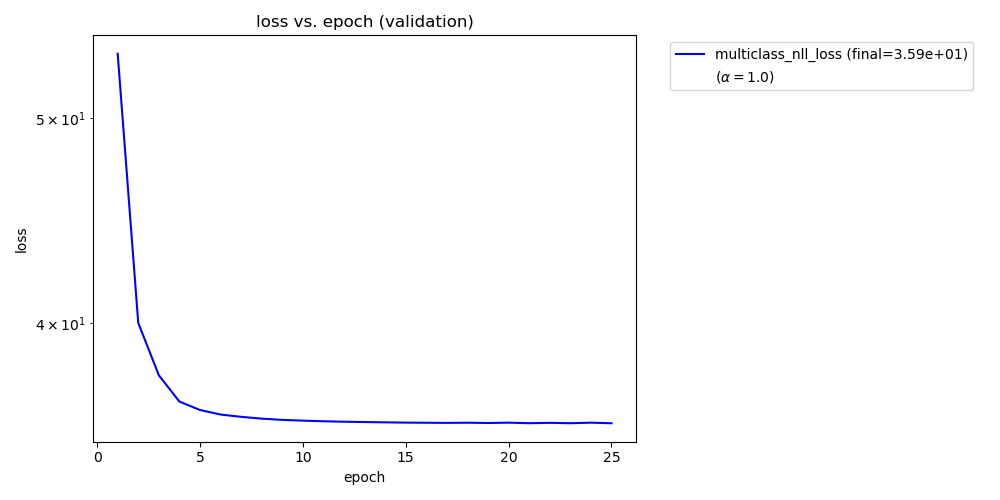 loss vs. epoch (validation)
multiclass_nll_loss (final=3.59e+01)
(α = 1.0)
5 × 10¹
4 × 10¹
loss
0 5 10 15 20 25
epoch